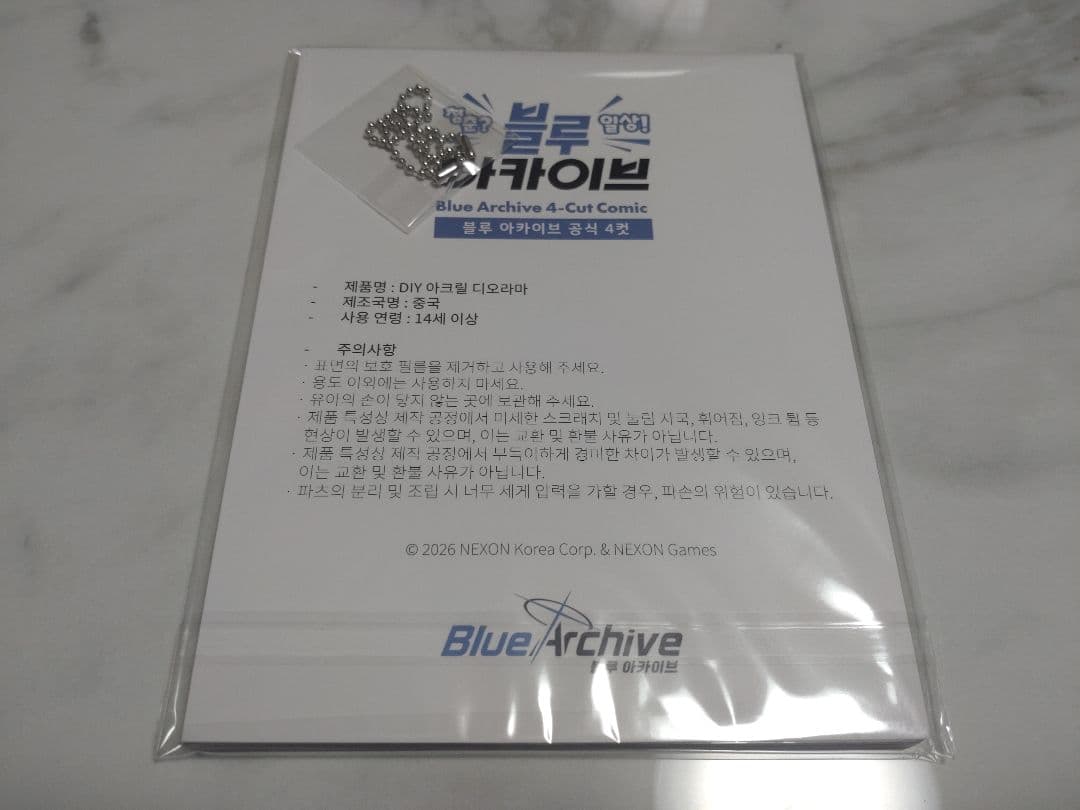 청춘? 블루 일상!
아카이브
Blue Archive 4-Cut Comic
블루 아카이브 공식 4컷
- 제품명 : DIY 아크릴 디오라마
- 제조국명 : 중국
- 사용 연령 : 14세 이상
- 주의사항
· 표면의 보호 필름을 제거하고 사용해 주세요.
· 용도 이외에는 사용하지 마세요.
· 유아의 손이 닿지 않는 곳에 보관해 주세요.
· 제품 특성상 제작 공정에서 미세한 스크래치 및 눌림 자국, 휘어짐, 잉크 튐 등
현상이 발생할 수 있으며, 이는 교환 및 환불 사유가 아닙니다.
· 제품 특성상 제작 공정에서 부득이하게 경미한 차이가 발생할 수 있으며,
이는 교환 및 환불 사유가 아닙니다.
· 파츠의 분리 및 조립 시 너무 세게 압력을 가할 경우, 파손의 위험이 있습니다.
© 2026 NEXON Korea Corp. & NEXON Games
Blue Archive
블루 아카이브